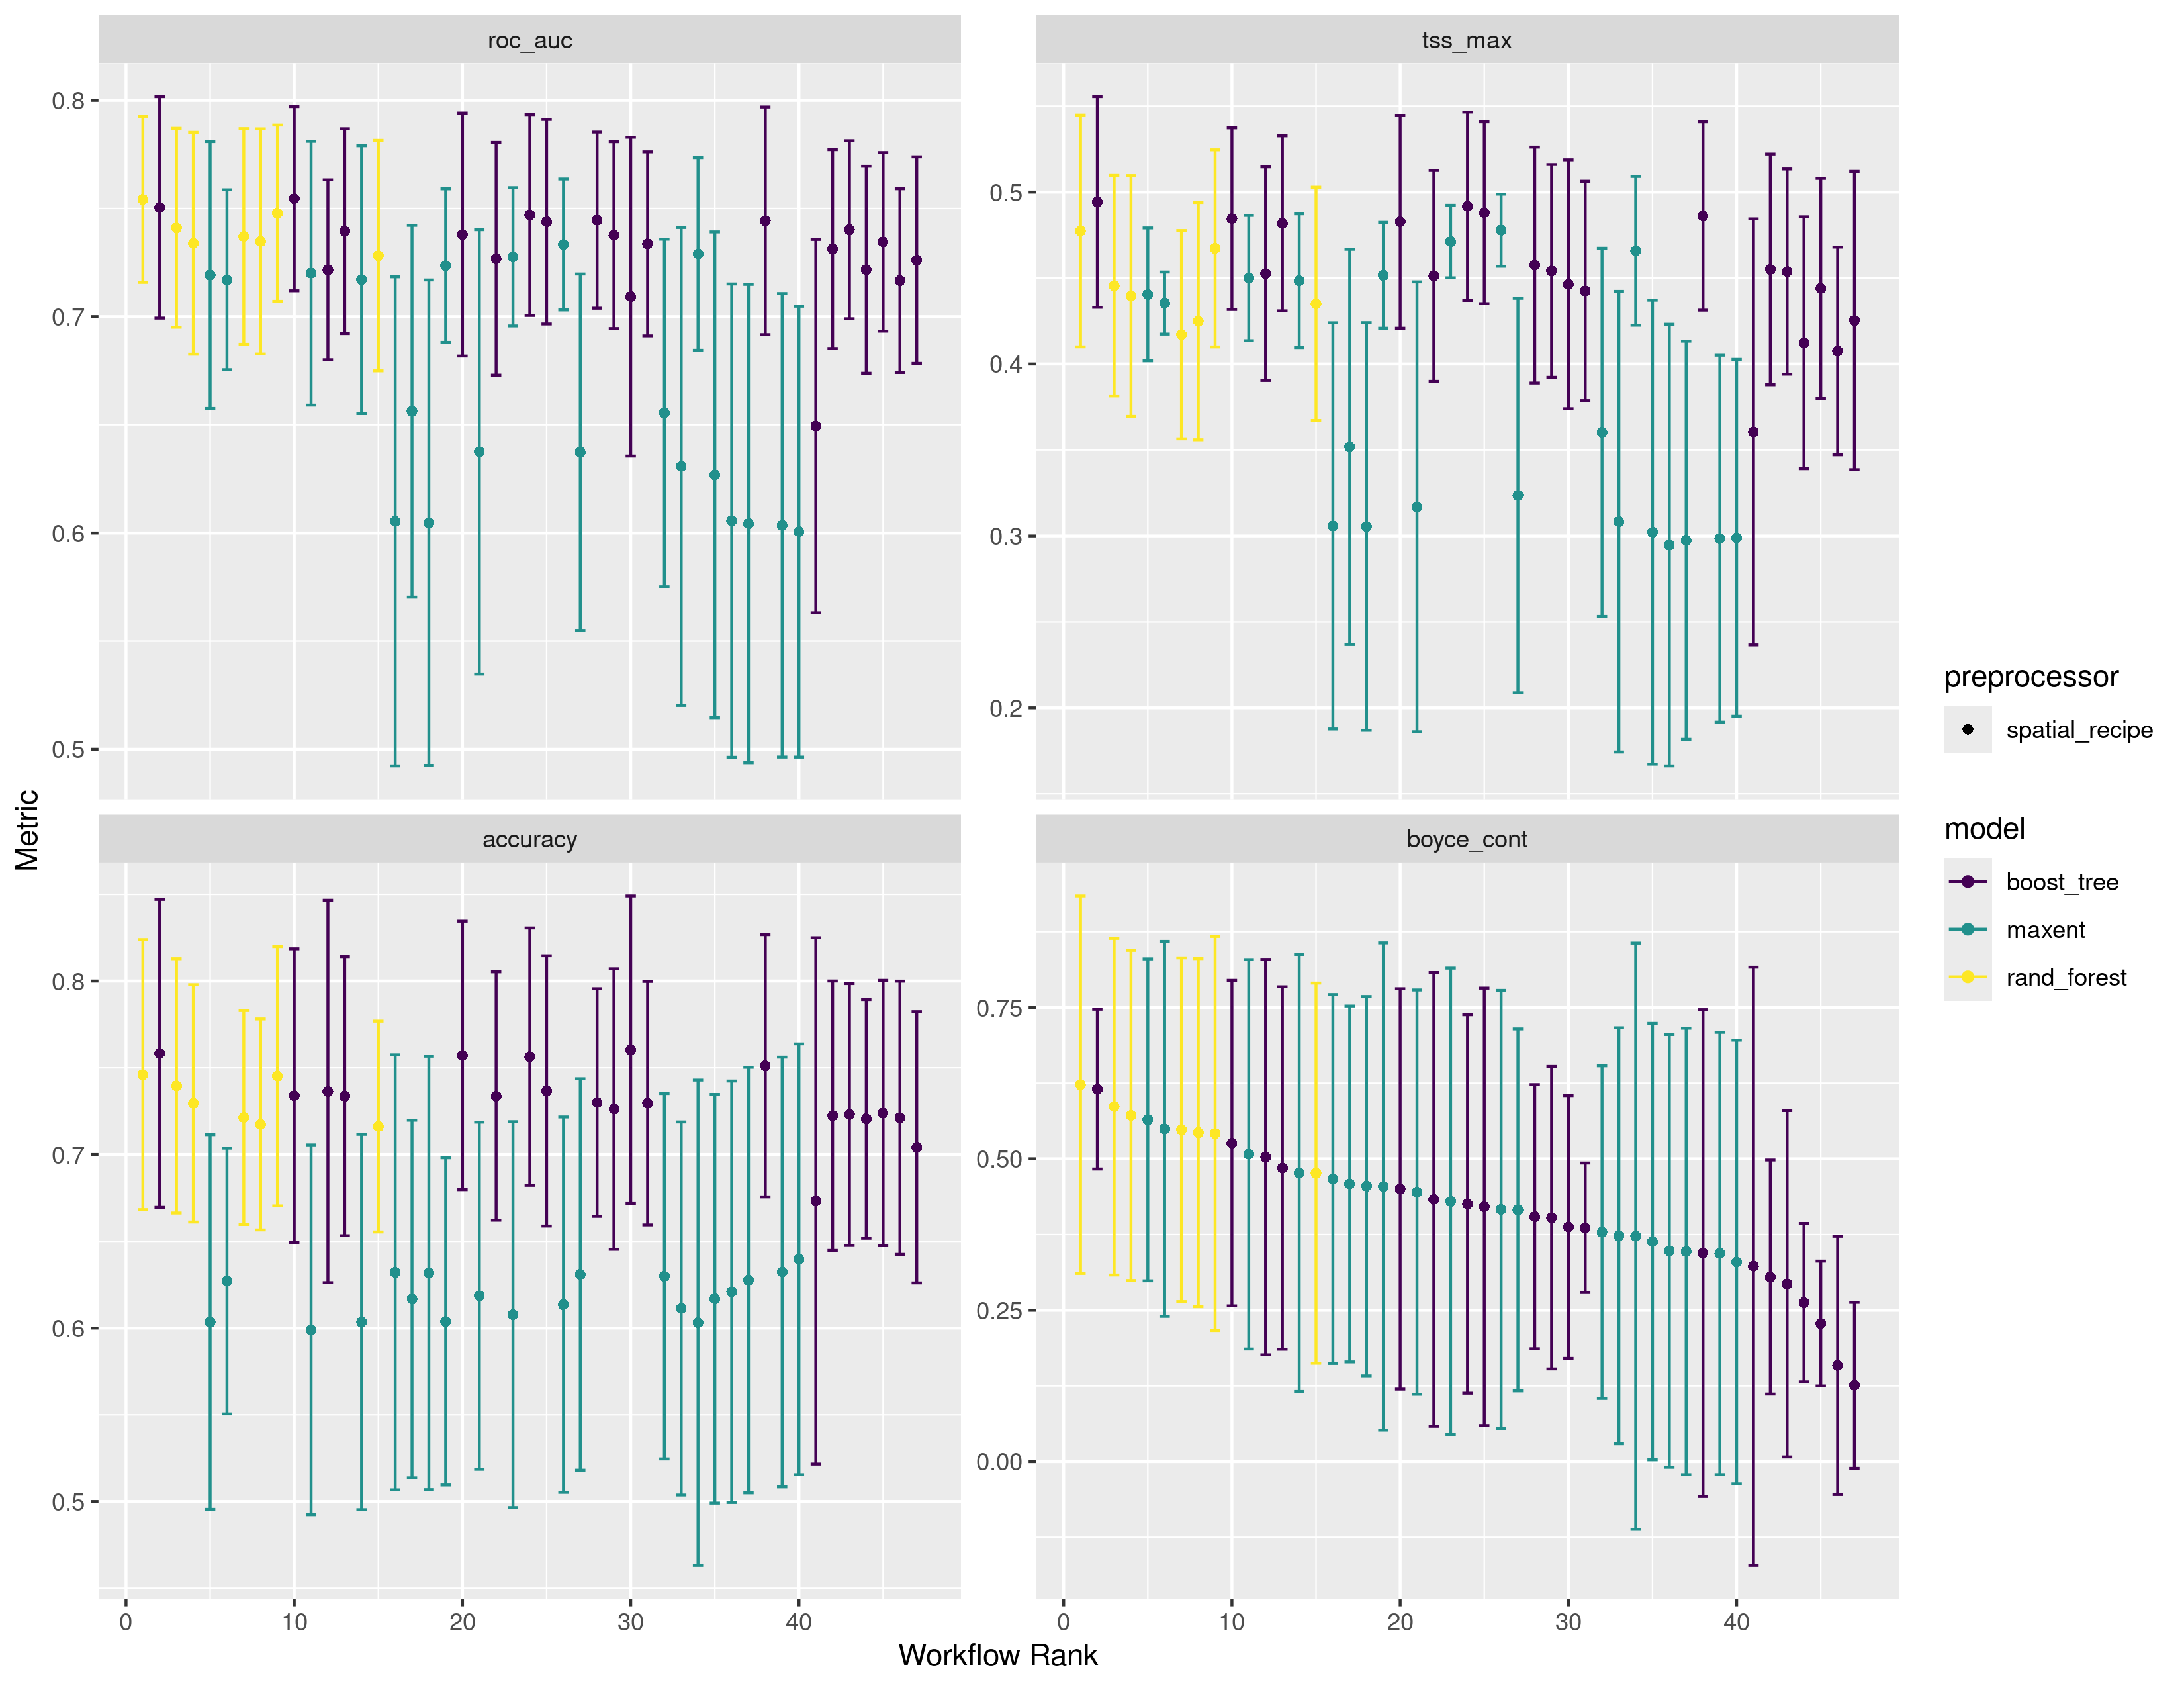 roc_auc
tss_max
0.8
0.7
0.6
0.5
0.5
0.4
0.3
0.2
accuracy
boyce_cont
0.8
0.7
0.6
0.5
0.75
0.50
0.25
0.00
0 10 20 30 40
0 10 20 30 40
Metric
Workflow Rank
preprocessor
spatial_recipe
model
boost_tree
maxent
rand_forest